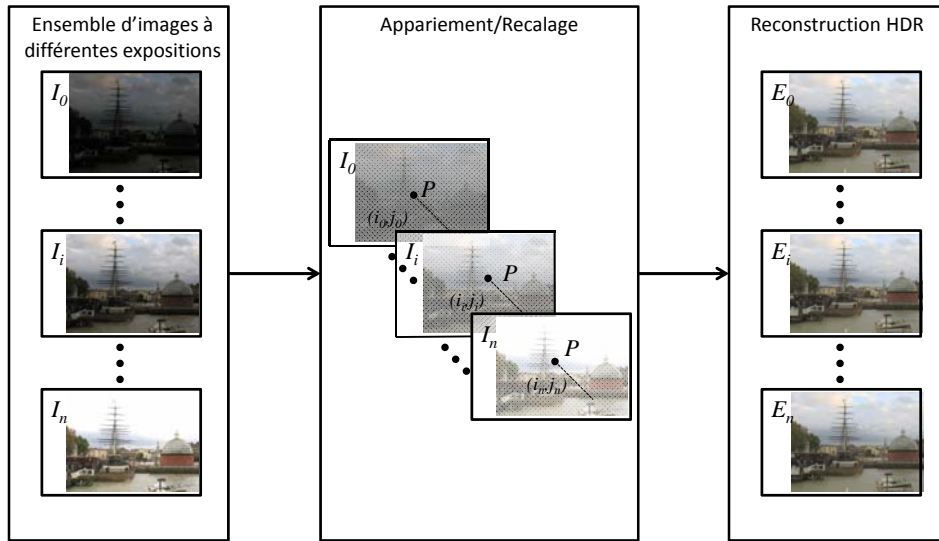 Ensemble d'images à
différentes expositions
I0
Ii
In
Appariement/Recalage
I0
P
(i0,j0)
Ii
P
(ii,ji)
In
P
(in,jn)
Reconstruction HDR
E0
Ei
En